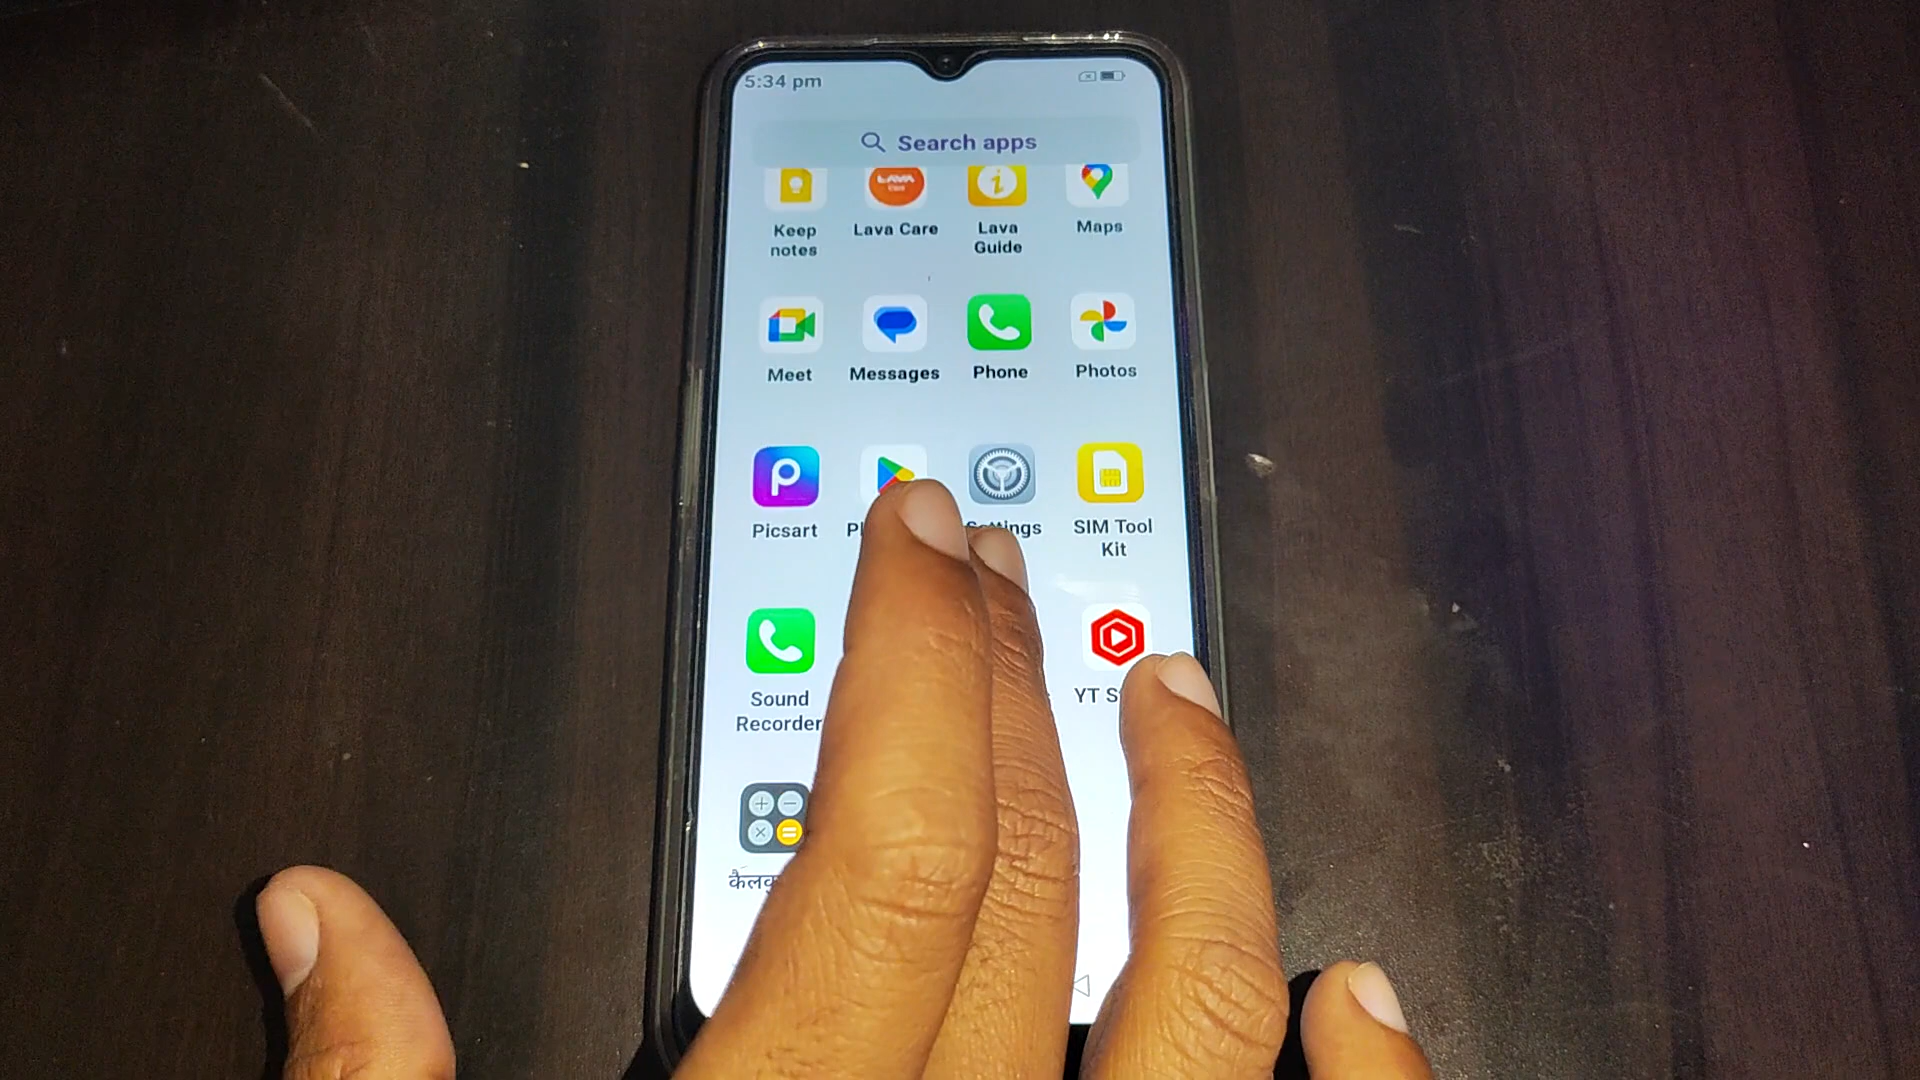 5:34 pm
Search apps
Keep notes
Lava Care
Lava Guide
Maps
Meet
Messages
Phone
Photos
Picsart
SIM Tool Kit
Sound Recorder
YT